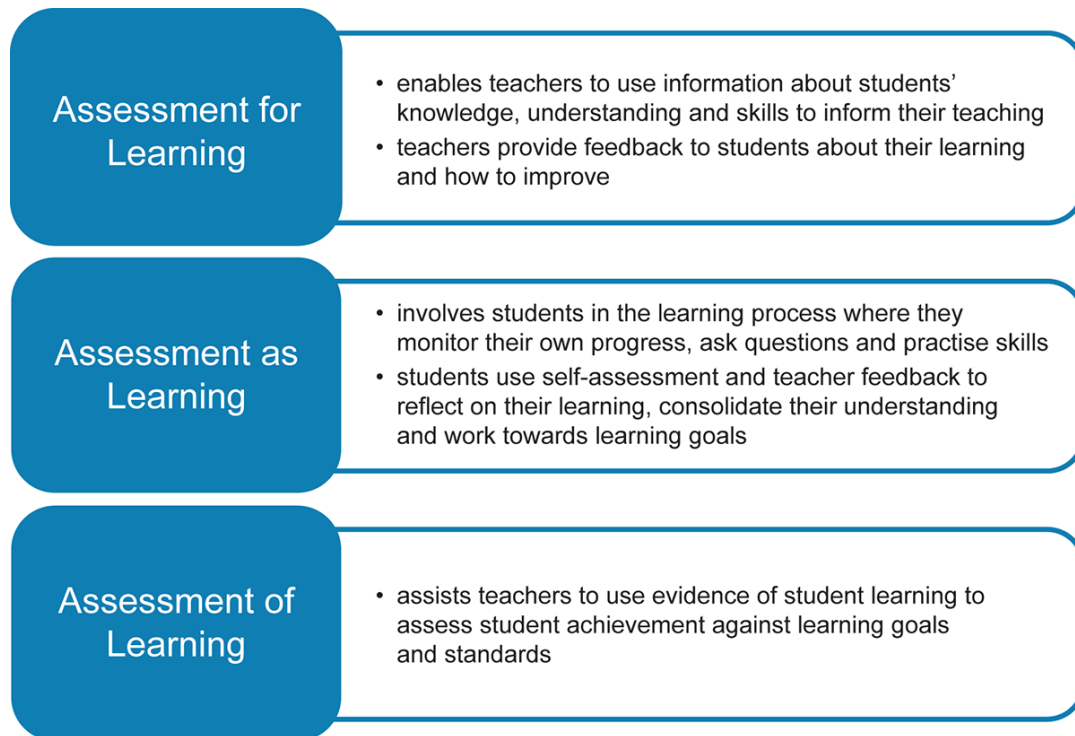 Assessment for
Learning
• enables teachers to use information about students’
knowledge, understanding and skills to inform their teaching
• teachers provide feedback to students about their learning
and how to improve
Assessment as
Learning
• involves students in the learning process where they
monitor their own progress, ask questions and practise skills
• students use self-assessment and teacher feedback to
reflect on their learning, consolidate their understanding
and work towards learning goals
Assessment of
Learning
• assists teachers to use evidence of student learning to
assess student achievement against learning goals
and standards